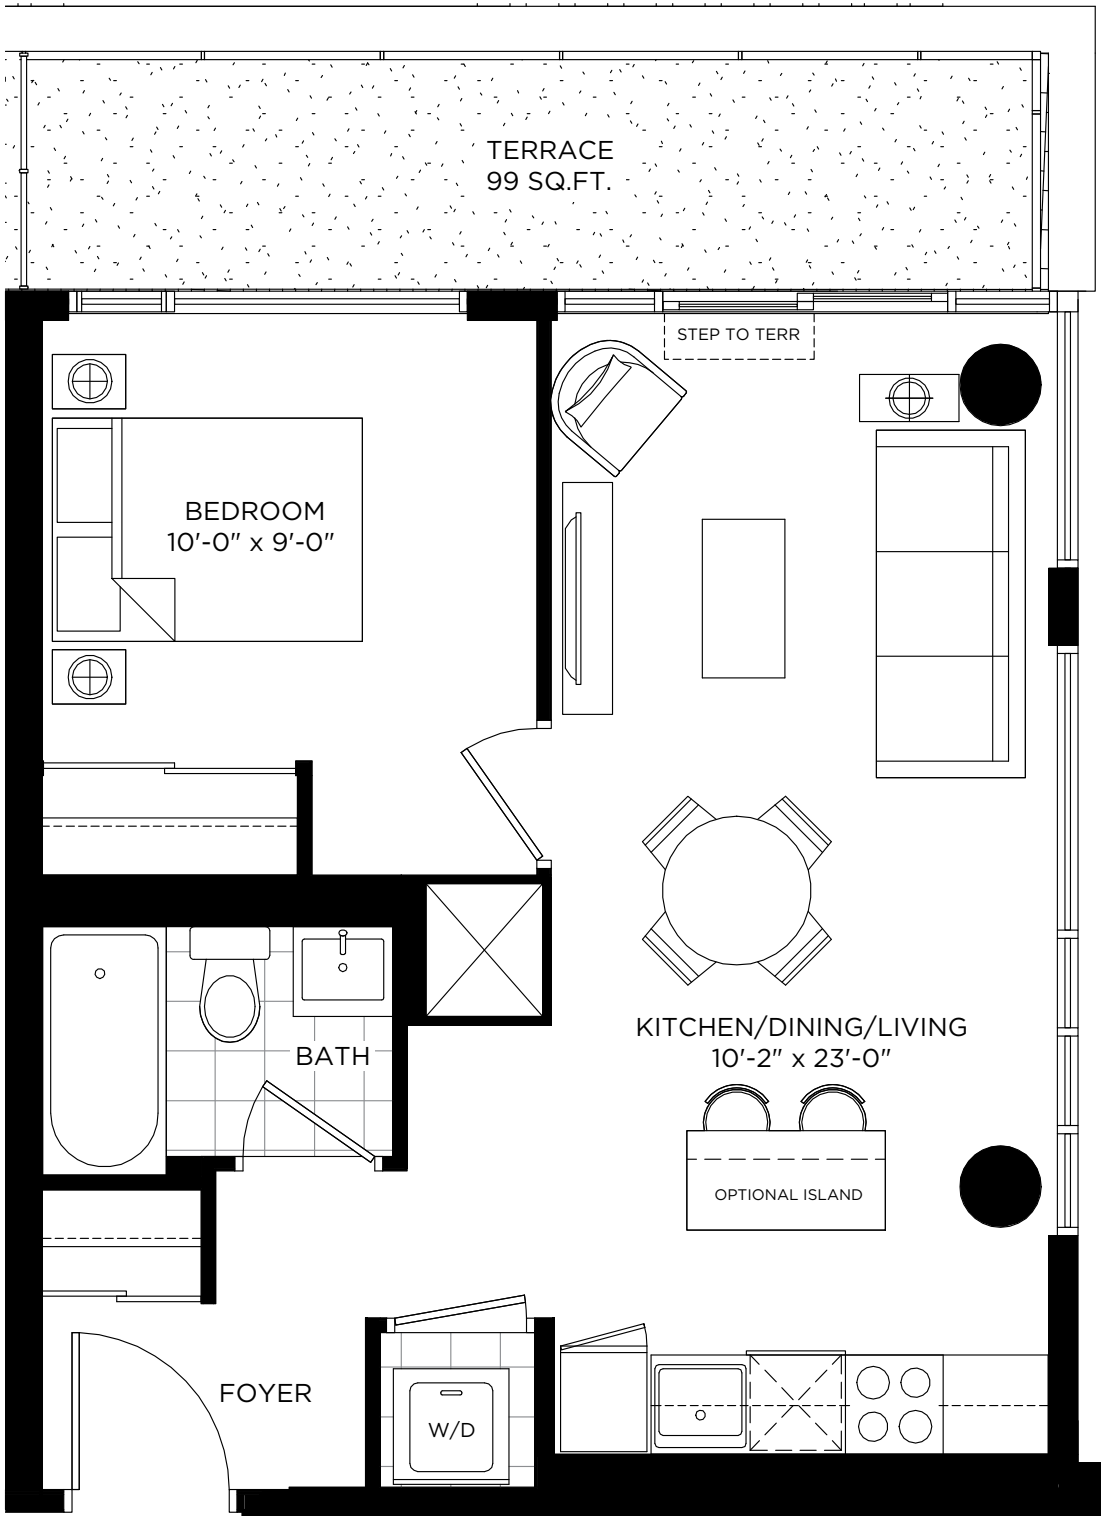 TERRACE
99 SQ.FT.
STEP TO TERR
BEDROOM
10'-0" x 9'-0"
KITCHEN/DINING/LIVING
10'-2" x 23'-0"
BATH
OPTIONAL ISLAND
FOYER
W/D